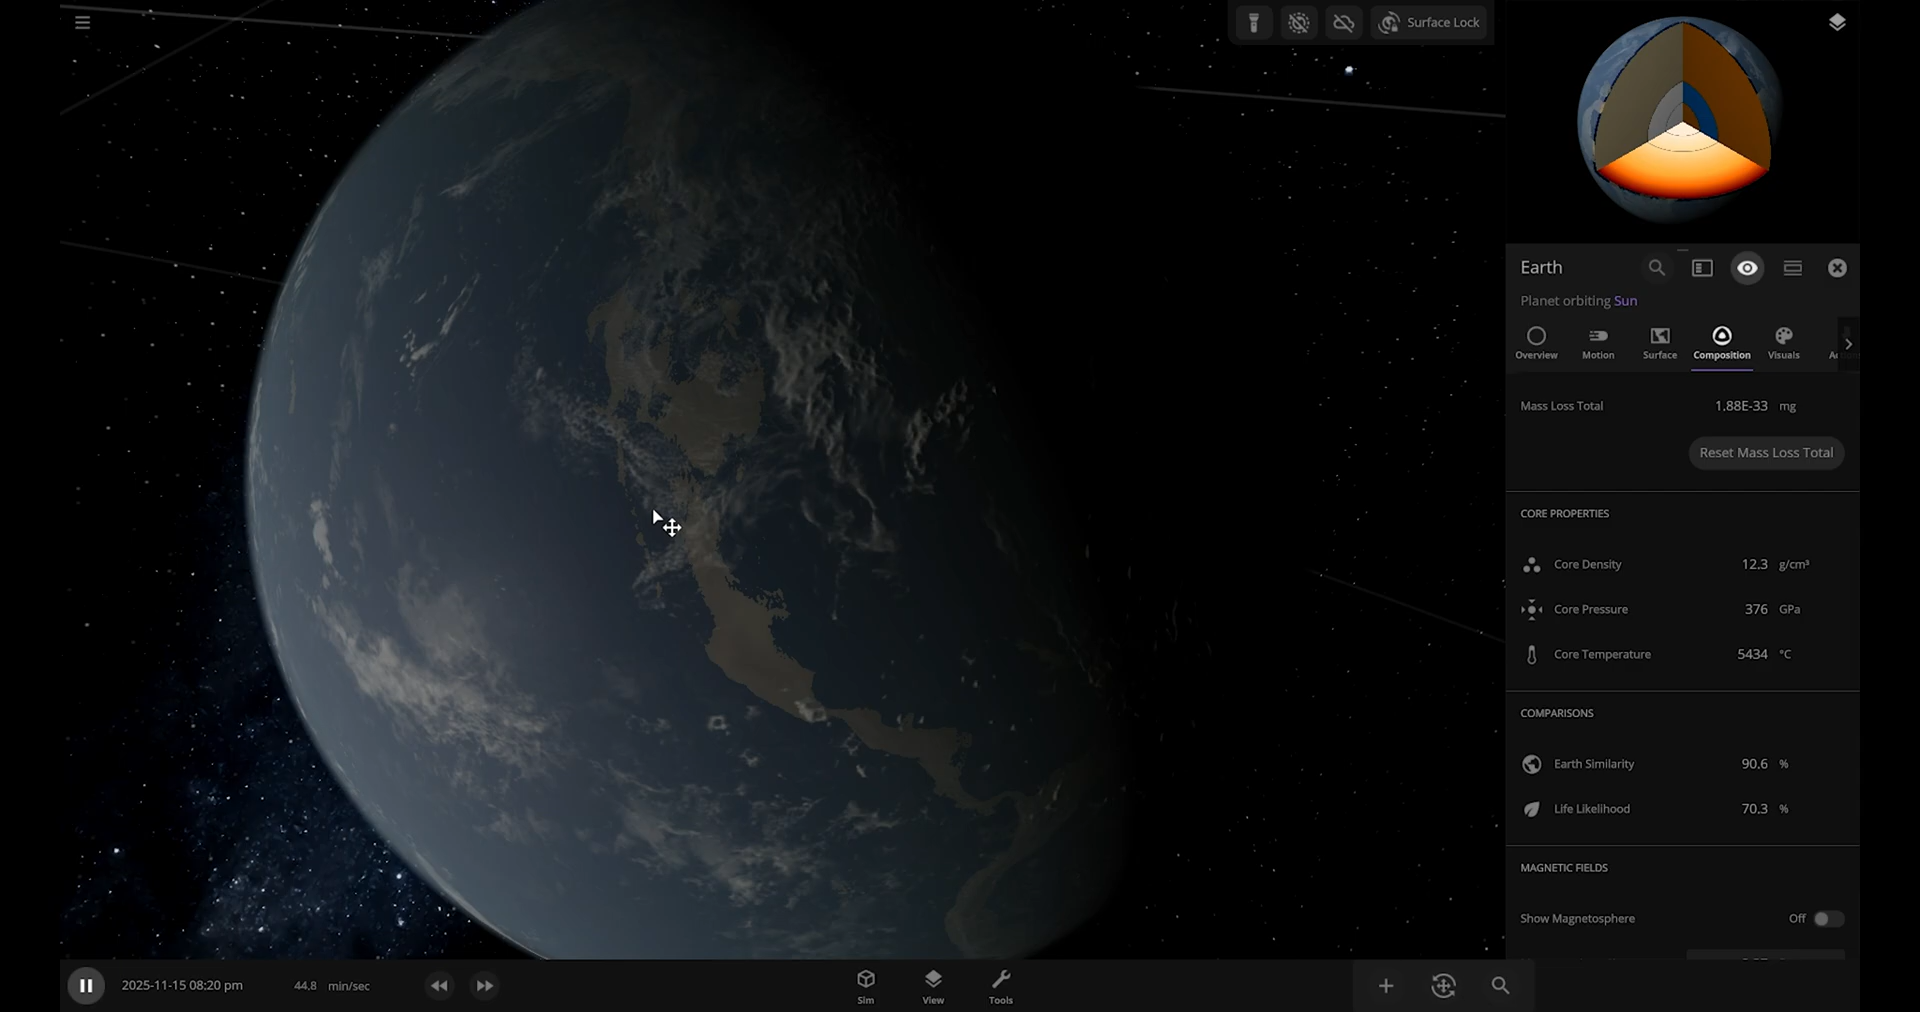 Surface Lock
Earth
Planet orbiting Sun
Overview Motion Surface Composition Visuals
Mass Loss Total 1.88E-33 mg
Reset Mass Loss Total
CORE PROPERTIES
Core Density 12.3 g/cm³
Core Pressure 376 GPa
Core Temperature 5434 °C
COMPARISONS
Earth Similarity 90.6 %
Life Likelihood 70.3 %
MAGNETIC FIELDS
Show Magnetosphere Off
2025-11-15 08:20 pm 44.8 min/sec
Sim View Tools